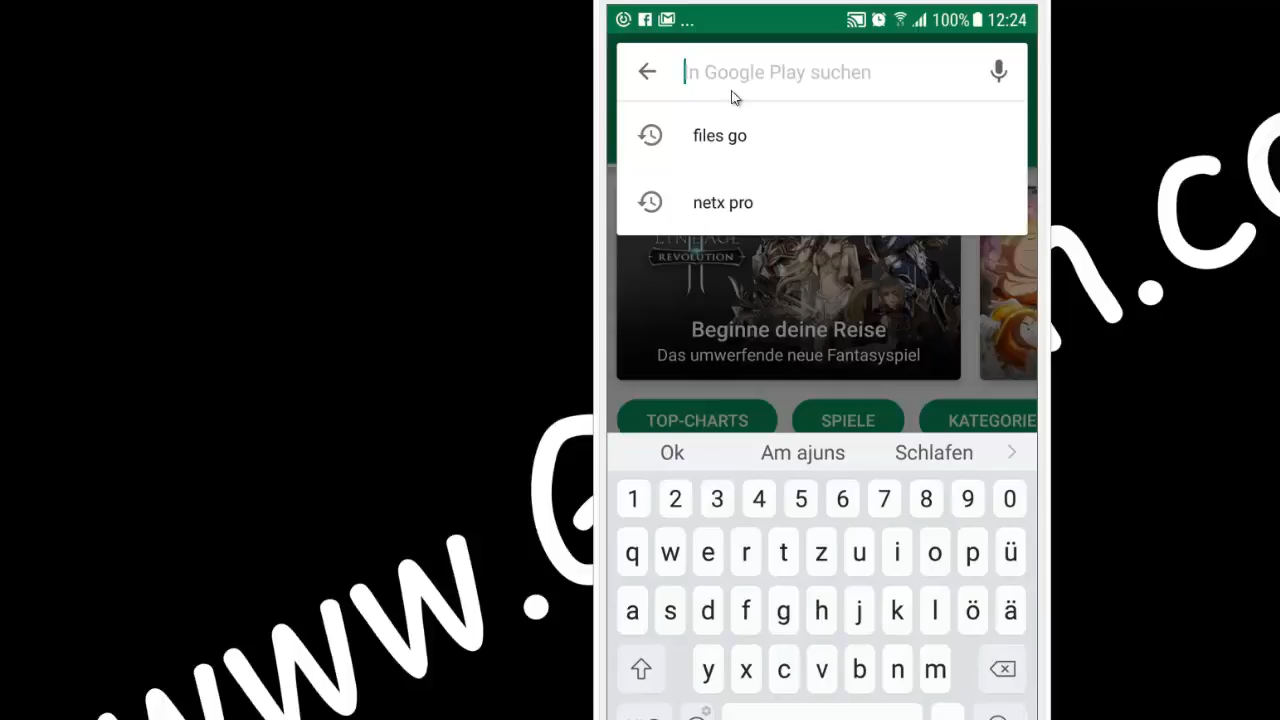 ... 100% 12:24
In Google Play suchen
files go
netx pro
REVOLUTION
Beginne deine Reise
Das umwerfende neue Fantasyspiel
TOP-CHARTS SPIELE KATEGORIE
Ok Am ajuns Schlafen
1 2 3 4 5 6 7 8 9 0
q w e r t z u i o p ü
a s d f g h j k l ö ä
y x c v b n m
www.